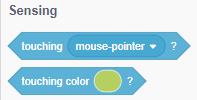 Sensing
touching mouse-pointer ?
touching color ?